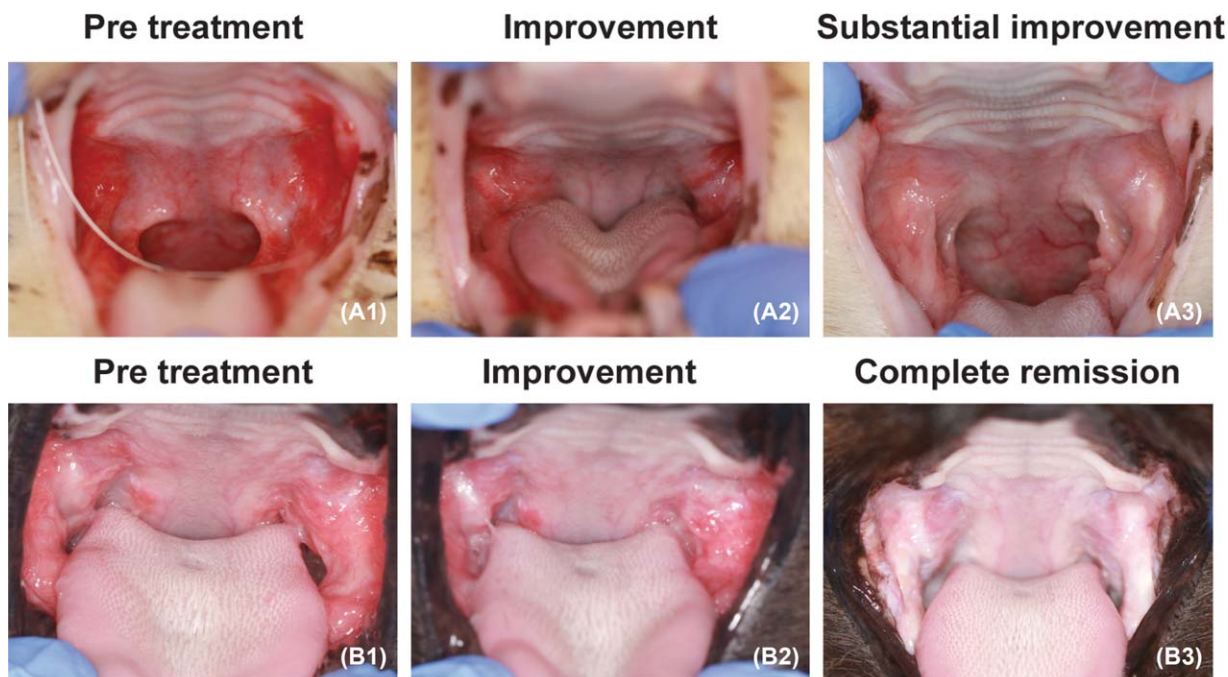 Pre treatment
Improvement
Substantial improvement
(A1)
(A2)
(A3)
Pre treatment
Improvement
Complete remission
(B1)
(B2)
(B3)